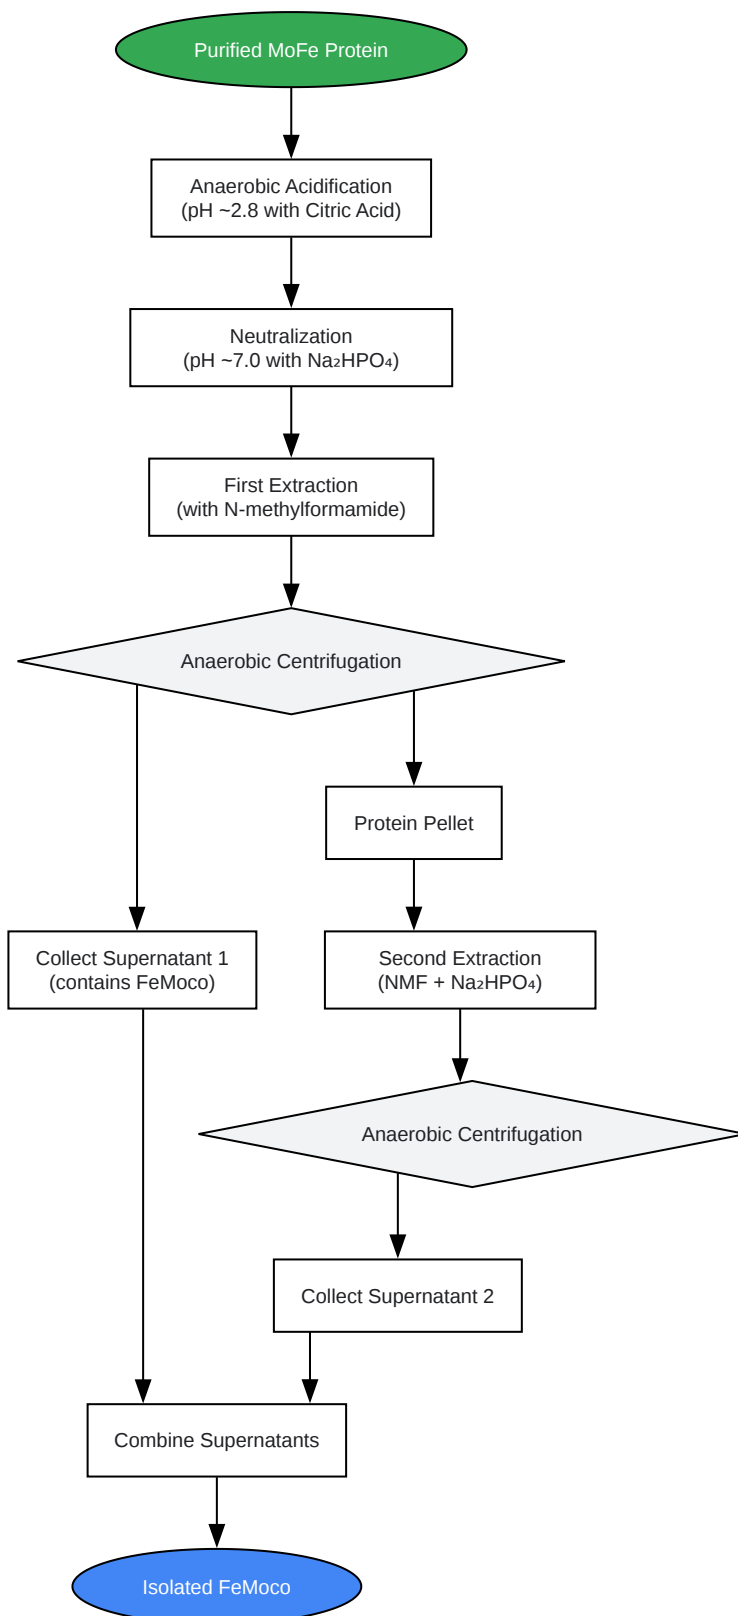 Purified MoFe Protein
Anaerobic Acidification
(pH ~2.8 with Citric Acid)
Neutralization
(pH ~7.0 with Na₂HPO₄)
First Extraction
(with N-methylformamide)
Anaerobic Centrifugation
Protein Pellet
Collect Supernatant 1
(contains FeMoco)
Second Extraction
(NMF + Na₂HPO₄)
Anaerobic Centrifugation
Collect Supernatant 2
Combine Supernatants
Isolated FeMoco